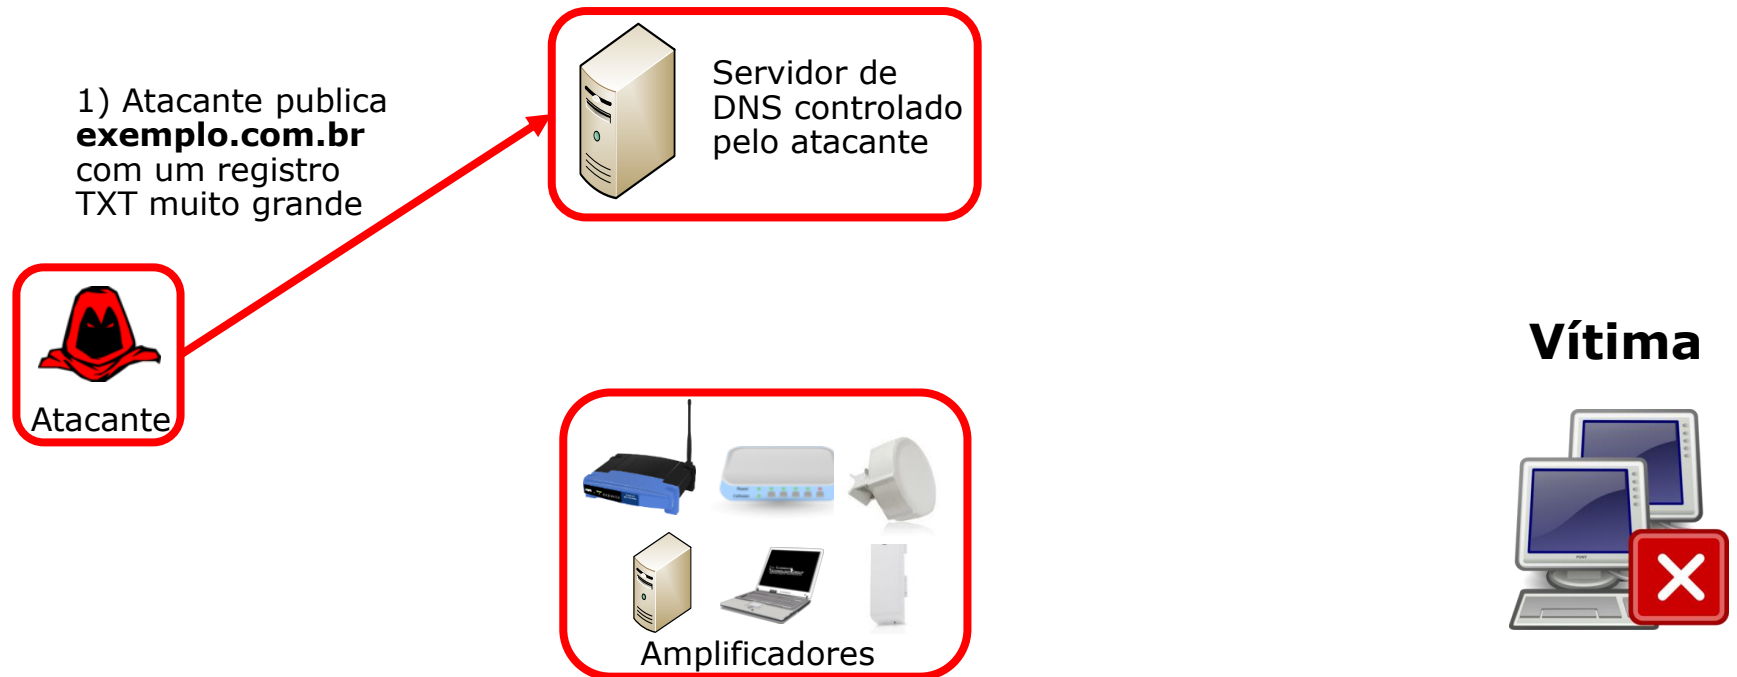 1) Atacante publica
exemplo.com.br
com um registro
TXT muito grande
Servidor de
DNS controlado
pelo atacante
Atacante
Vítima
Amplificadores